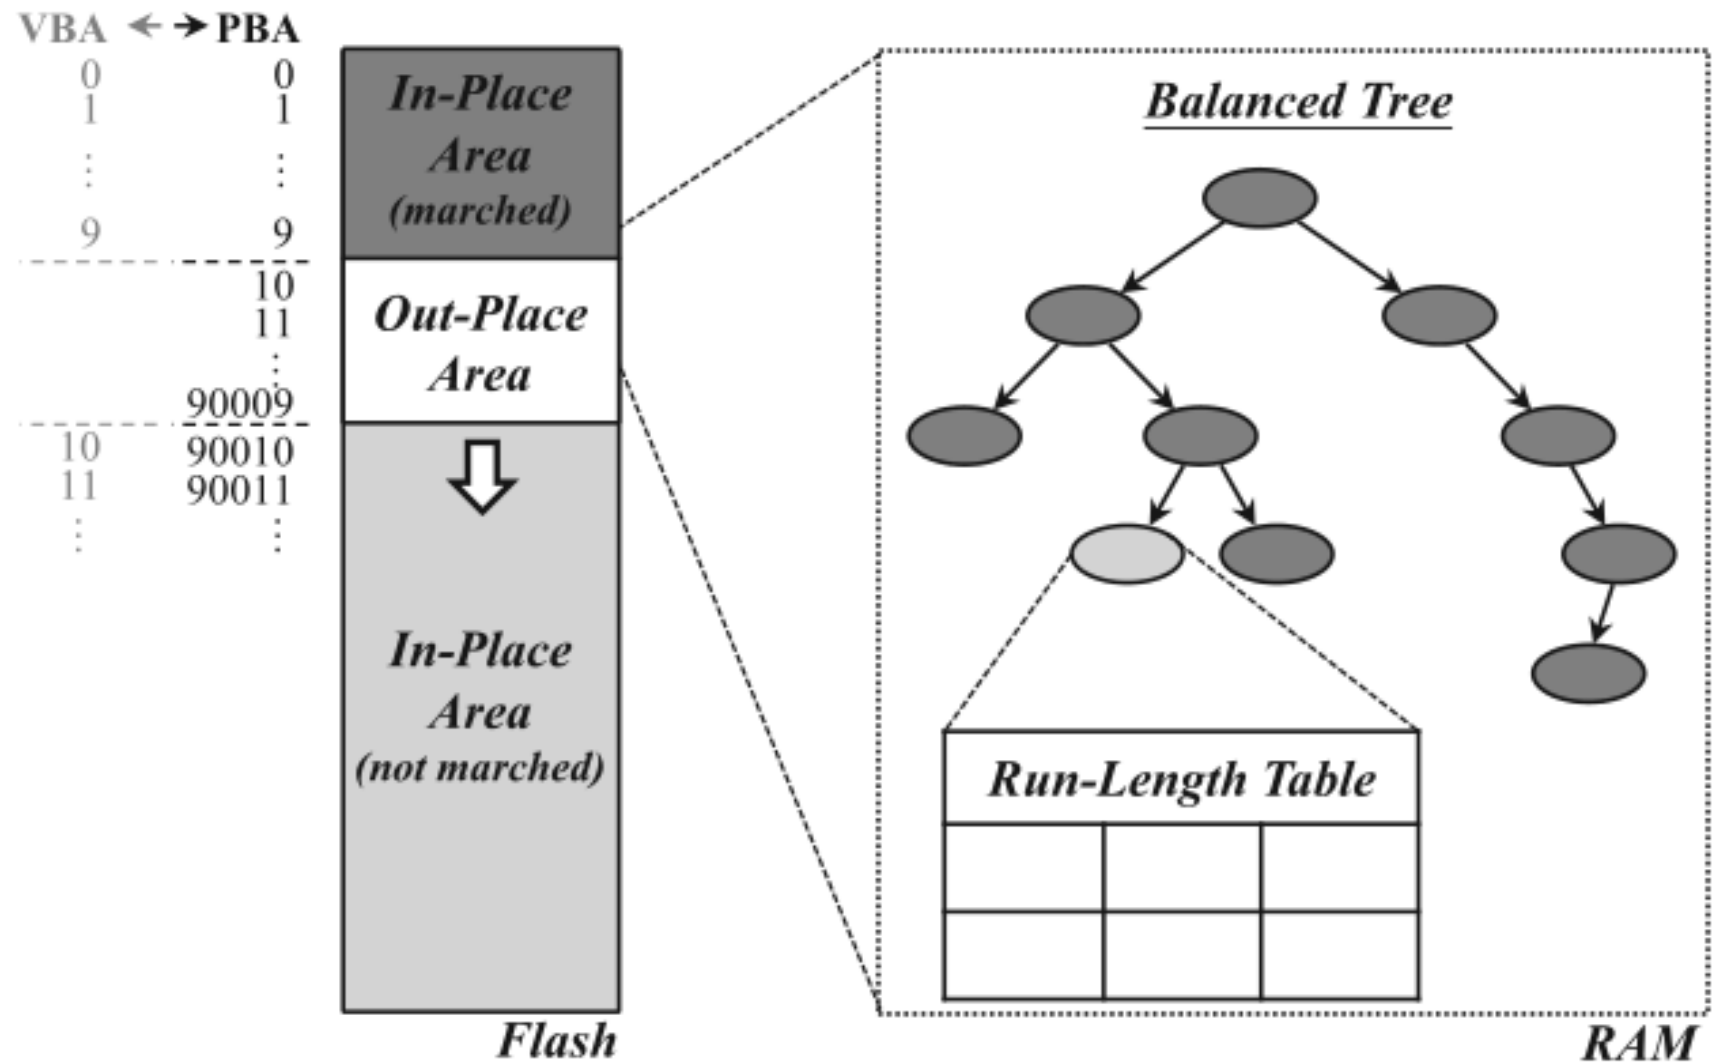 VBA ←→ PBA
0 0
1 1
⋮ ⋮
9 9
10
11
⋮
90009
10 90010
11 90011
⋮ ⋮
In-Place
Area
(marched)
Out-Place
Area
In-Place
Area
(not marched)
Flash
Balanced Tree
Run-Length Table
RAM